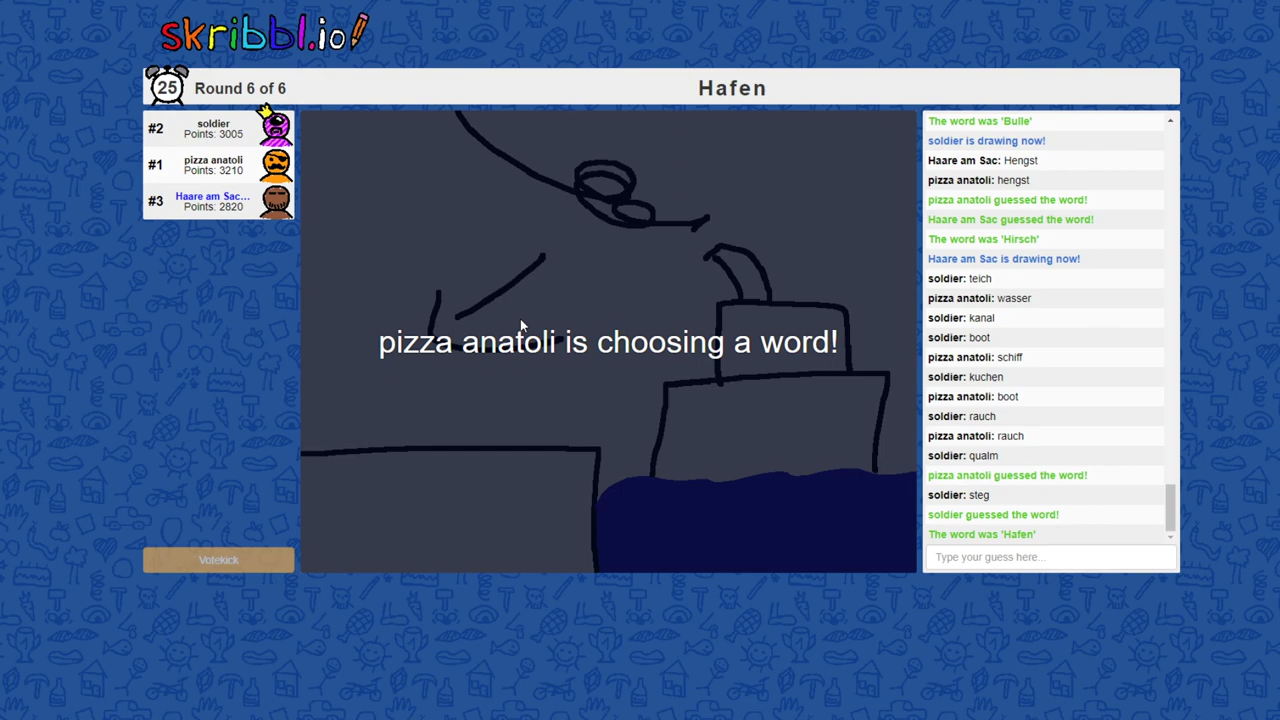 skribbl.io
25
Round 6 of 6
Hafen
#2
soldier
Points: 3005
#1
pizza anatoli
Points: 3210
#3
Haare am Sac...
Points: 2820
Votekick
pizza anatoli is choosing a word!
The word was 'Bulle'
soldier is drawing now!
Haare am Sac: Hengst
pizza anatoli: hengst
pizza anatoli guessed the word!
Haare am Sac guessed the word!
The word was 'Hirsch'
Haare am Sac is drawing now!
soldier: teich
pizza anatoli: wasser
soldier: kanal
soldier: boot
pizza anatoli: schiff
soldier: kuchen
pizza anatoli: boot
soldier: rauch
pizza anatoli: rauch
soldier: qualm
pizza anatoli guessed the word!
soldier: steg
soldier guessed the word!
The word was 'Hafen'
Type your guess here...